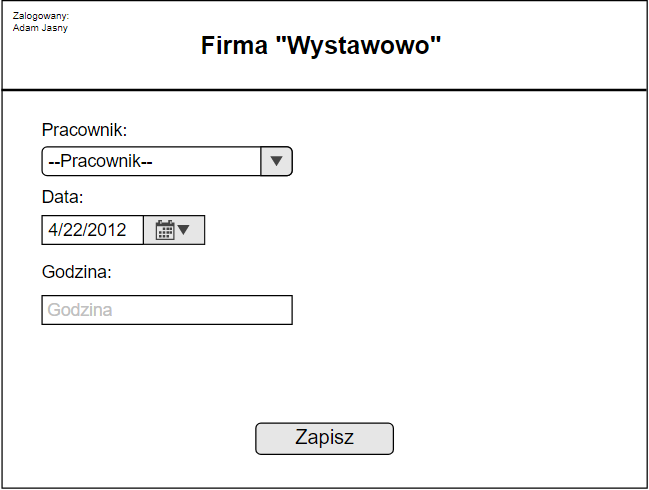 Zalogowany:
Adam Jasny
Firma "Wystawowo"
Pracownik:
--Pracownik--
Data:
4/22/2012
Godzina:
Godzina
Zapisz